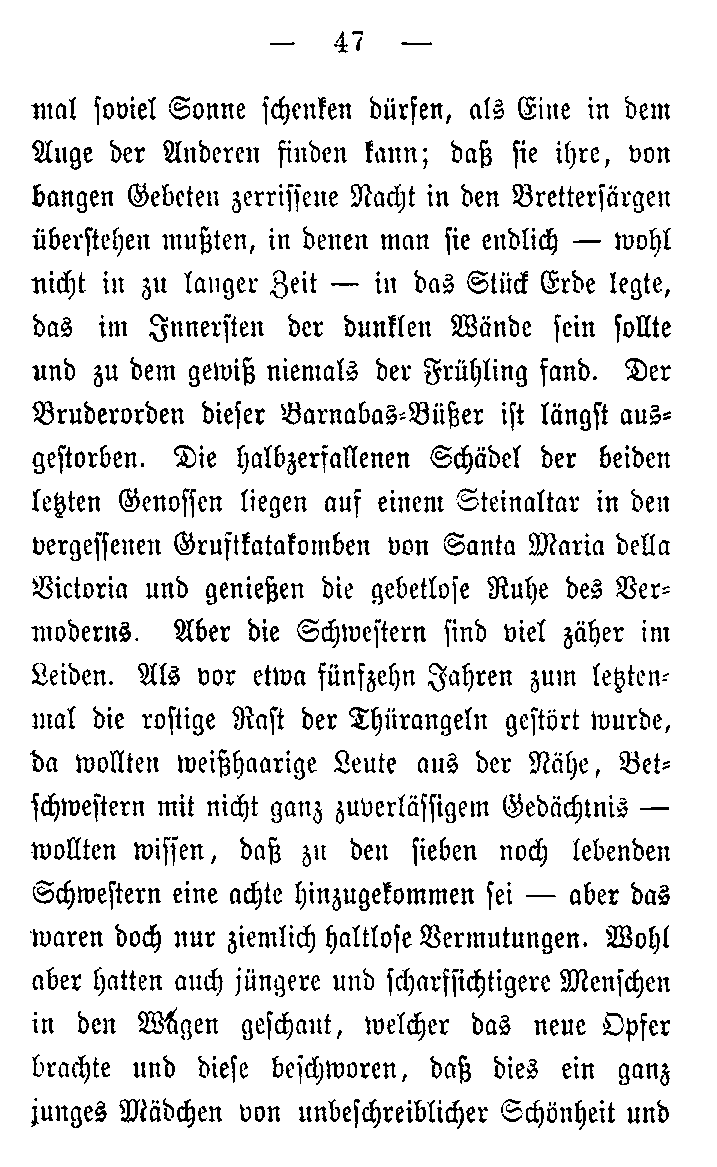 — 47 —
mal soviel Sonne schenken dürfen, als Eine in dem
Auge der Anderen finden kann; daß sie ihre, von
bangen Gebeten zerrissene Nacht in den Brettersärgen
überstehen mußten, in denen man sie endlich — wohl
nicht in zu langer Zeit — in das Stück Erde legte,
das im Innersten der dunklen Wände sein sollte
und zu dem gewiß niemals der Frühling fand. Der
Bruderorden dieser Barnabas-Büßer ist längst aus-
gestorben. Die halbzerfallenen Schädel der beiden
letzten Genossen liegen auf einem Steinaltar in den
vergessenen Gruftkatakomben von Santa Maria della
Victoria und genießen die gebetlose Ruhe des Ver-
moderns. Aber die Schwestern sind viel zäher im
Leiden. Als vor etwa fünfzehn Jahren zum letzten-
mal die rostige Rast der Thürangeln gestört wurde,
da wollten weißhaarige Leute aus der Nähe, Bet-
schwestern mit nicht ganz zuverlässigem Gedächtnis —
wollten wissen, daß zu den sieben noch lebenden
Schwestern eine achte hinzugekommen sei — aber das
waren doch nur ziemlich haltlose Vermutungen. Wohl
aber hatten auch jüngere und scharfsichtigere Menschen
in den Wagen geschaut, welcher das neue Opfer
brachte und diese beschworen, daß dies ein ganz
junges Mädchen von unbeschreiblicher Schönheit und